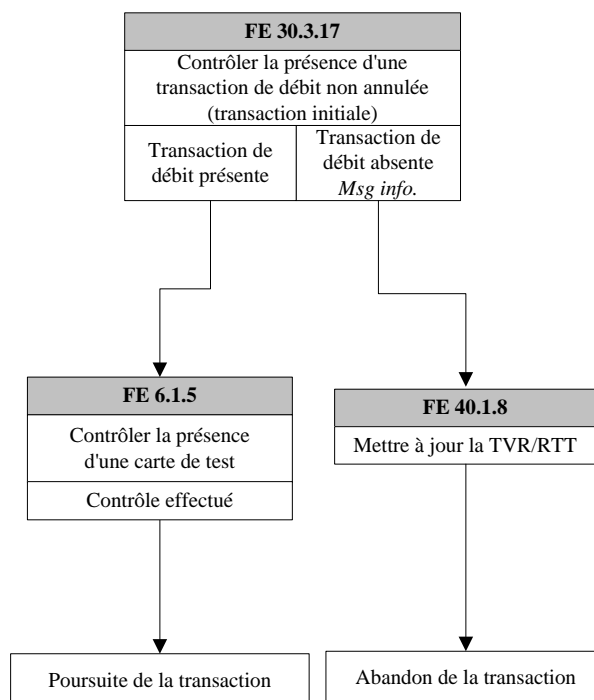 FE 30.3.17
Contrôler la présence d'une
transaction de débit non annulée
(transaction initiale)
Transaction de
débit présente
Transaction de
débit absente
Msg info.
FE 6.1.5
Contrôler la présence
d'une carte de test
Contrôle effectué
FE 40.1.8
Mettre à jour la TVR/RTT
Poursuite de la transaction
Abandon de la transaction